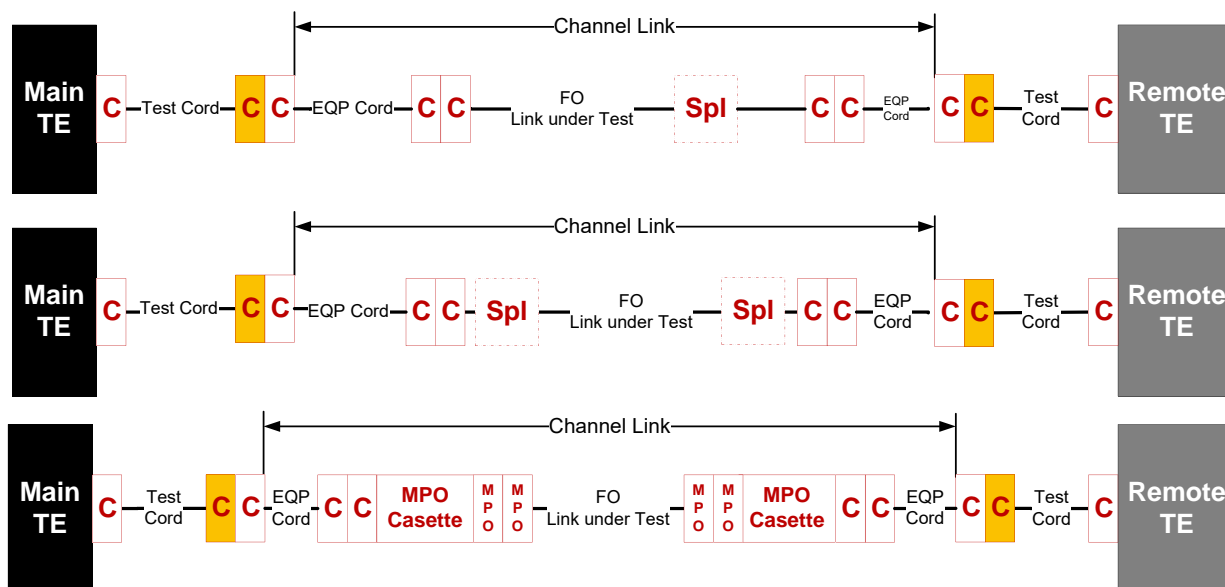 Channel Link
Main
TE
C
Test Cord
C
C
EQP Cord
C
C
FO
Link under Test
Spl
C
C
EQP
Cord
C
C
Test
Cord
C
Remote
TE
Channel Link
Main
TE
C
Test Cord
C
C
EQP Cord
C
C
Spl
FO
Link under Test
Spl
C
C
EQP
Cord
C
C
Test
Cord
C
Remote
TE
Channel Link
Main
TE
C
Test
Cord
C
C
EQP
Cord
C
C
MPO
Casette
M
P
O
M
P
O
FO
Link under Test
M
P
O
M
P
O
MPO
Casette
C
C
EQP
Cord
C
C
Test
Cord
C
Remote
TE